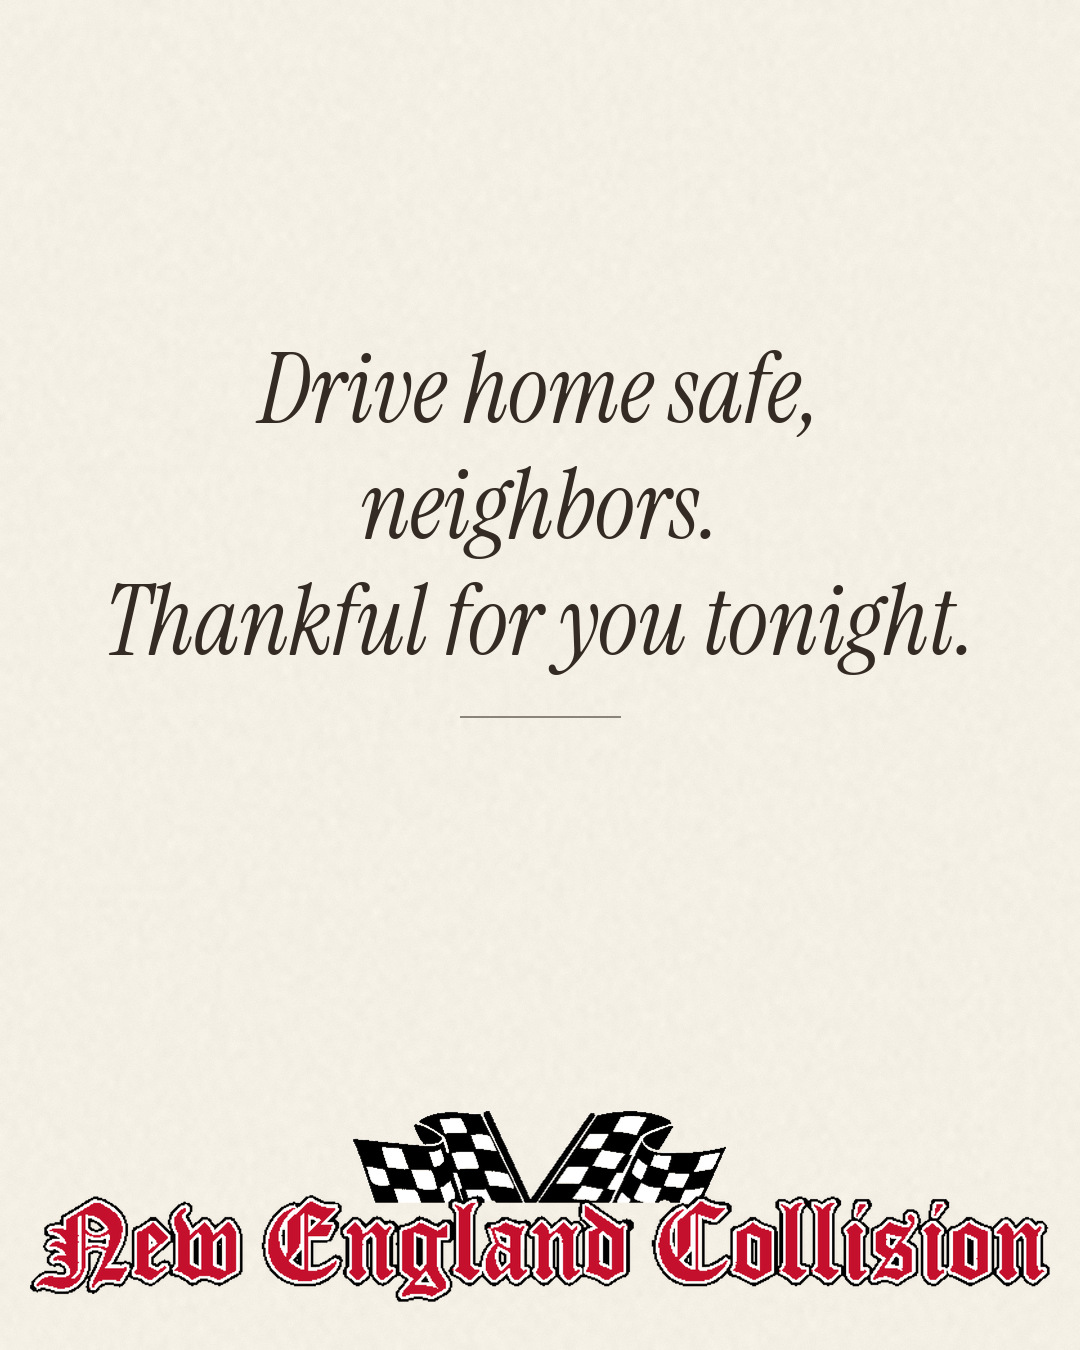 Drive home safe,
neighbors.
Thankful for you tonight.
New England Collision